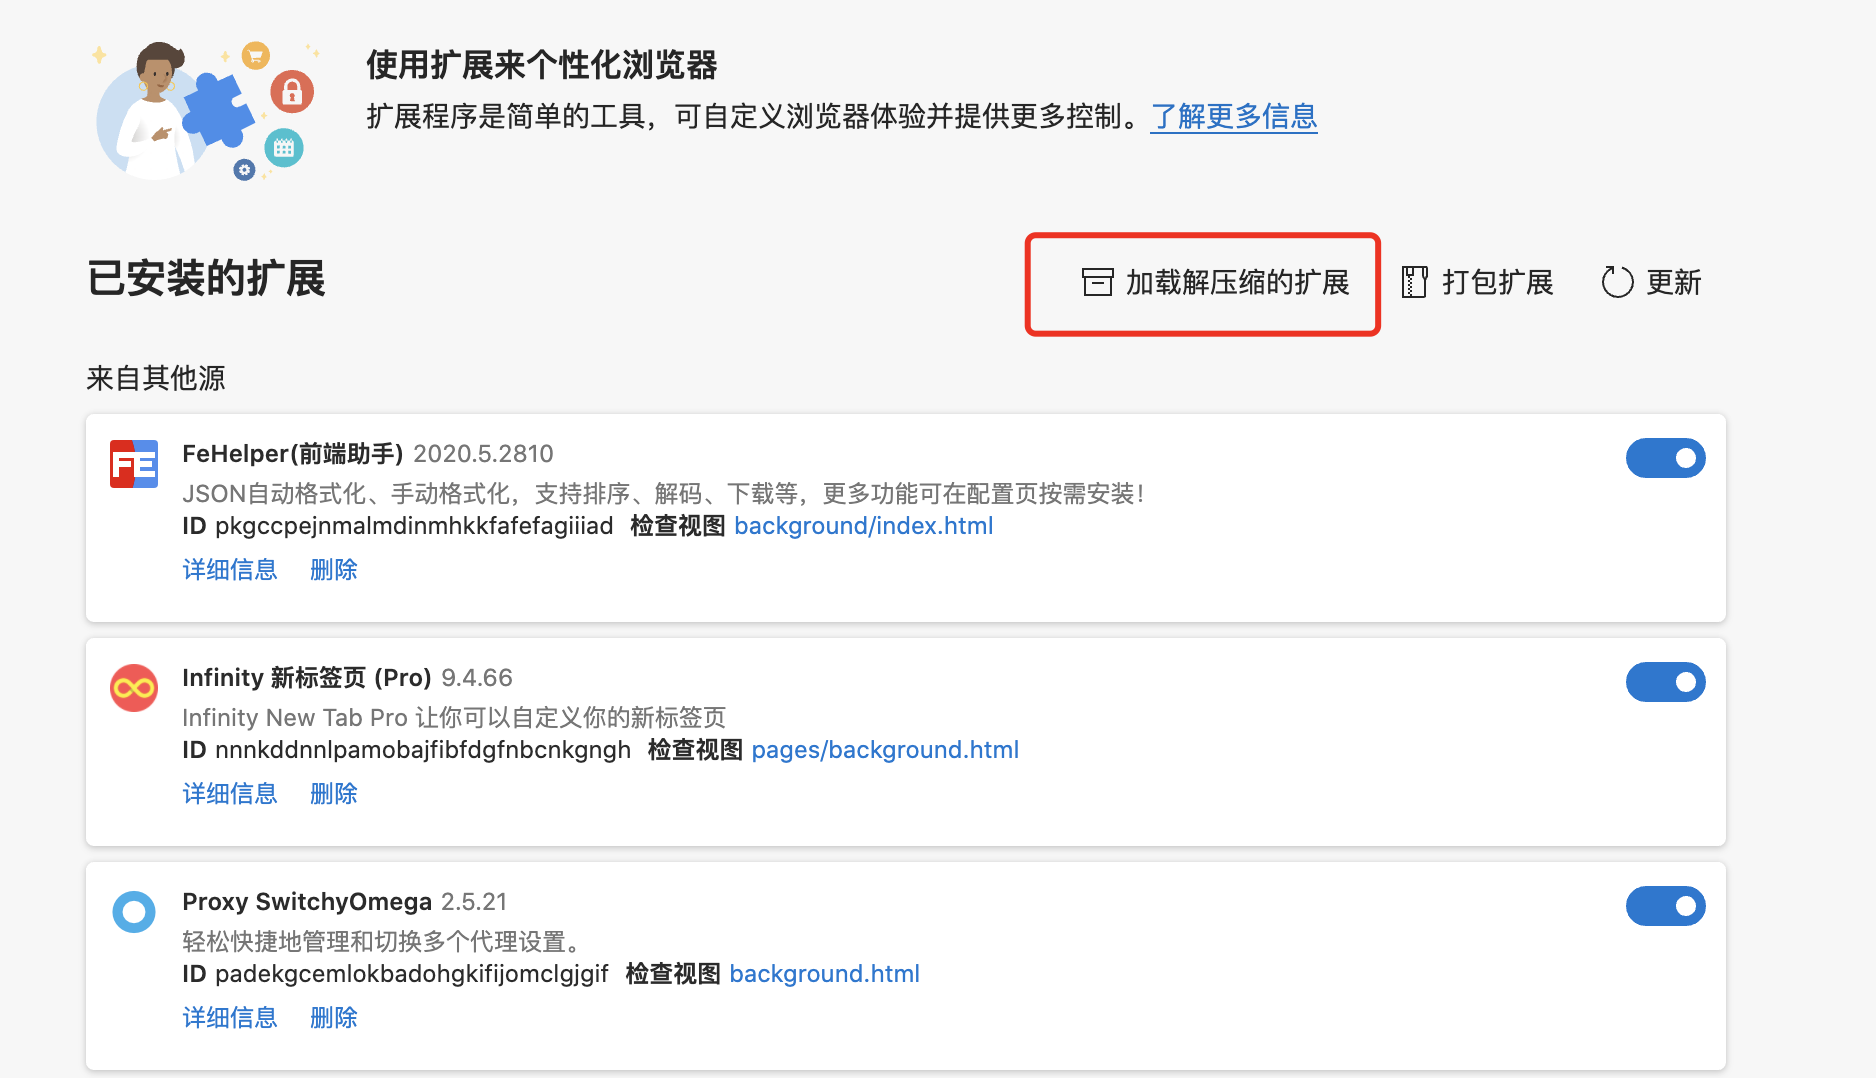 使用扩展来个性化浏览器
扩展程序是简单的工具，可自定义浏览器体验并提供更多控制。了解更多信息
已安装的扩展
加载解压缩的扩展 打包扩展 更新
来自其他源
FE
FeHelper(前端助手) 2020.5.2810
JSON自动格式化、手动格式化，支持排序、解码、下载等，更多功能可在配置页按需安装！
ID pkgccpejnmalmdinmhkkfafefagiiiad 检查视图 background/index.html
详细信息 删除
Infinity 新标签页 (Pro) 9.4.66
Infinity New Tab Pro 让你可以自定义你的新标签页
ID nnnkddnnlpamobajfibfdgfnbcnkgngh 检查视图 pages/background.html
详细信息 删除
Proxy SwitchyOmega 2.5.21
轻松快捷地管理和切换多个代理设置。
ID padekgcemlokbadohgkifijomclgjgif 检查视图 background.html
详细信息 删除